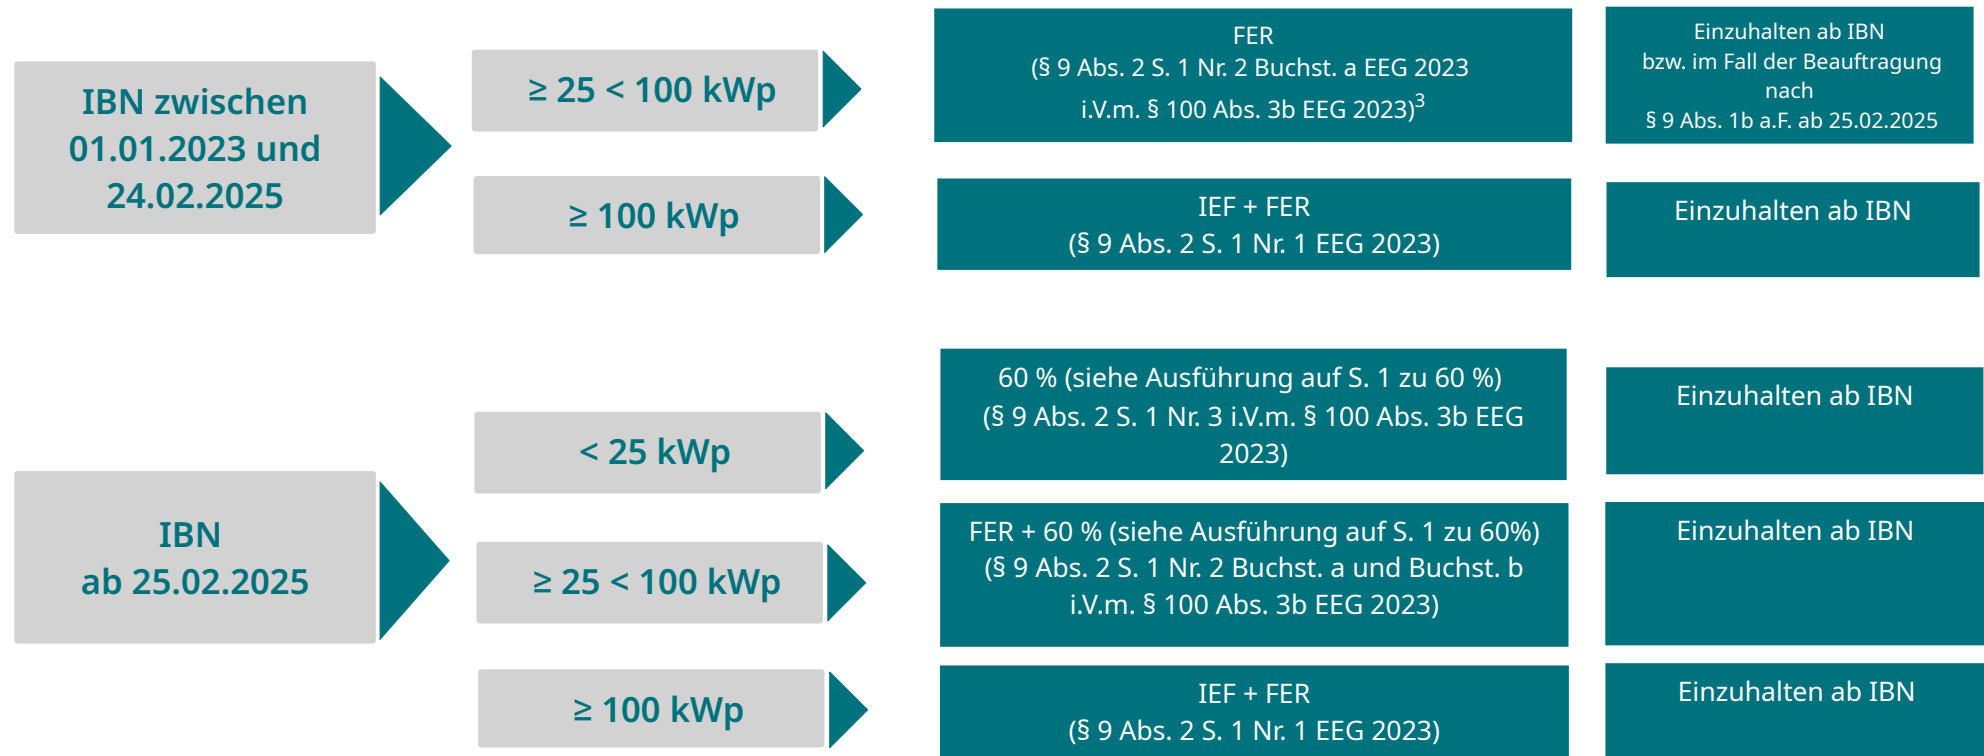 IBN zwischen
01.01.2023 und
24.02.2025
≥ 25 < 100 kWp
FER
(§ 9 Abs. 2 S. 1 Nr. 2 Buchst. a EEG 2023
i.V.m. § 100 Abs. 3b EEG 2023)³
Einzuhalten ab IBN
bzw. im Fall der Beauftragung
nach
§ 9 Abs. 1b a.F. ab 25.02.2025
≥ 100 kWp
IEF + FER
(§ 9 Abs. 2 S. 1 Nr. 1 EEG 2023)
Einzuhalten ab IBN
IBN
ab 25.02.2025
< 25 kWp
60 % (siehe Ausführung auf S. 1 zu 60 %)
(§ 9 Abs. 2 S. 1 Nr. 3 i.V.m. § 100 Abs. 3b EEG
2023)
Einzuhalten ab IBN
≥ 25 < 100 kWp
FER + 60 % (siehe Ausführung auf S. 1 zu 60%)
(§ 9 Abs. 2 S. 1 Nr. 2 Buchst. a und Buchst. b
i.V.m. § 100 Abs. 3b EEG 2023)
Einzuhalten ab IBN
≥ 100 kWp
IEF + FER
(§ 9 Abs. 2 S. 1 Nr. 1 EEG 2023)
Einzuhalten ab IBN